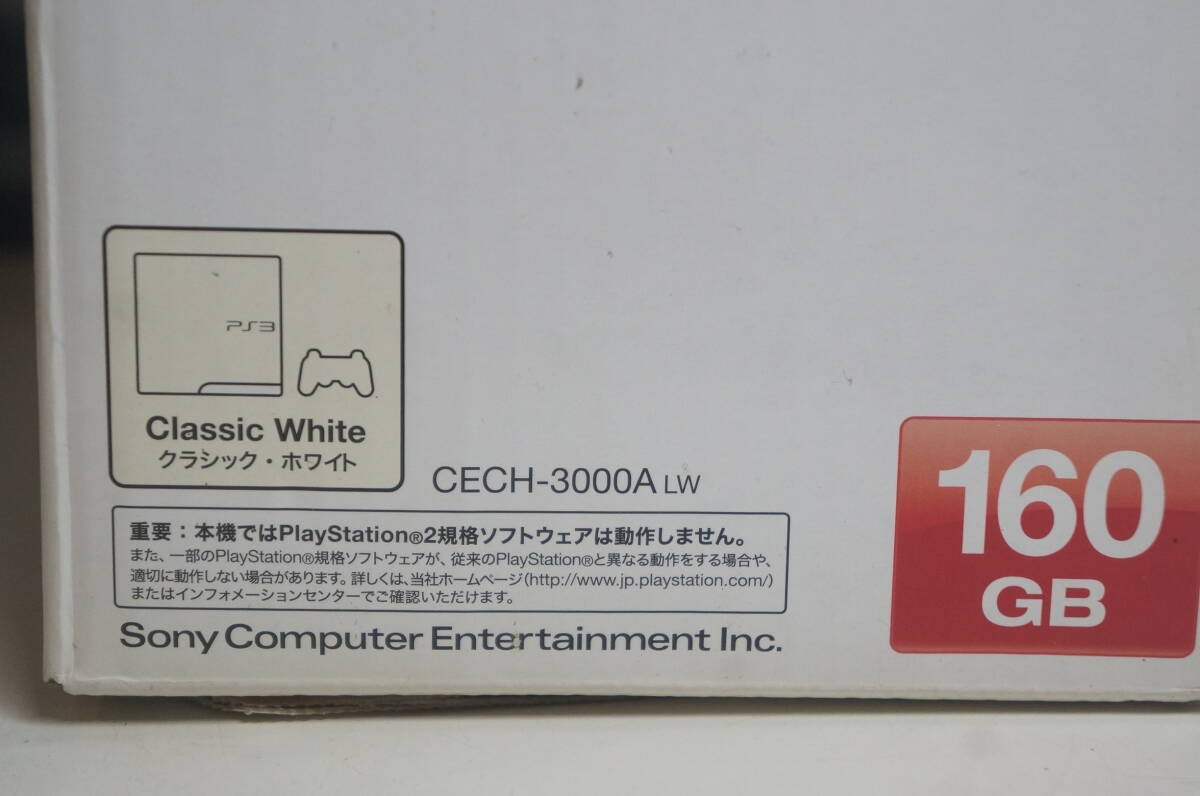 PS3
Classic White
クラシック・ホワイト
CECH-3000A LW
160
GB
重要：本機ではPlayStation®2規格ソフトウェアは動作しません。
また、一部のPlayStation®規格ソフトウェアが、従来のPlayStation®と異なる動作をする場合や、
適切に動作しない場合があります。詳しくは、当社ホームページ(http://www.jp.playstation.com/)
またはインフォメーションセンターでご確認いただけます。
Sony Computer Entertainment Inc.